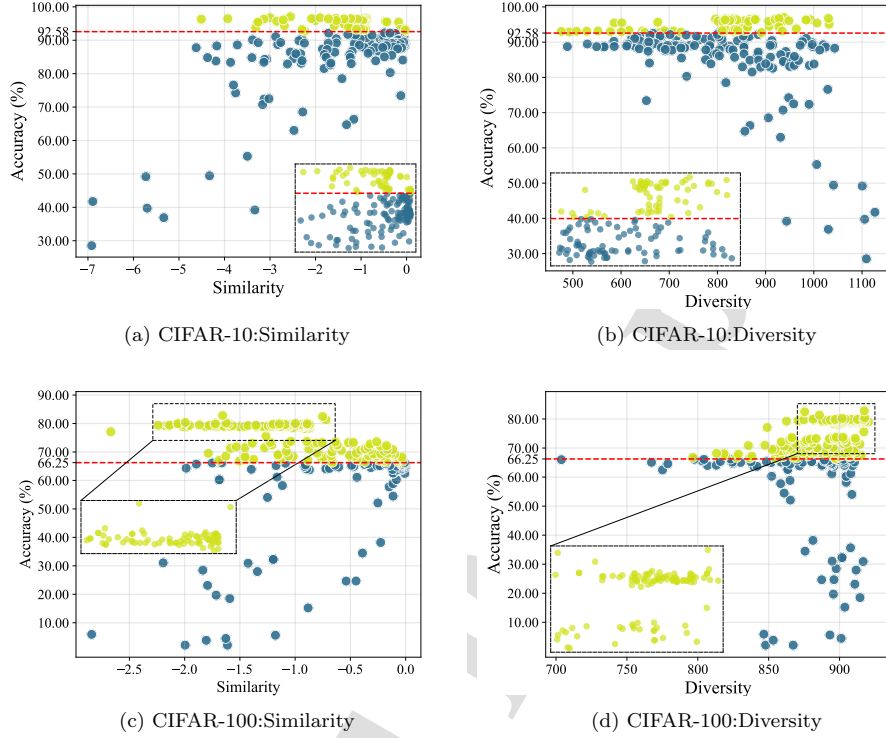 100.00
92.58
90.00
80.00
70.00
60.00
50.00
40.00
30.00
Accuracy (%)
−7 −6 −5 −4 −3 −2 −1 0
Similarity
(a) CIFAR-10:Similarity
100.00
92.58
90.00
80.00
70.00
60.00
50.00
40.00
30.00
Accuracy (%)
500 600 700 800 900 1000 1100
Diversity
(b) CIFAR-10:Diversity
90.00
80.00
70.00
66.25
60.00
50.00
40.00
30.00
20.00
10.00
Accuracy (%)
−2.5 −2.0 −1.5 −1.0 −0.5 0.0
Similarity
(c) CIFAR-100:Similarity
80.00
70.00
66.25
60.00
50.00
40.00
30.00
20.00
10.00
Accuracy (%)
700 750 800 850 900
Diversity
(d) CIFAR-100:Diversity